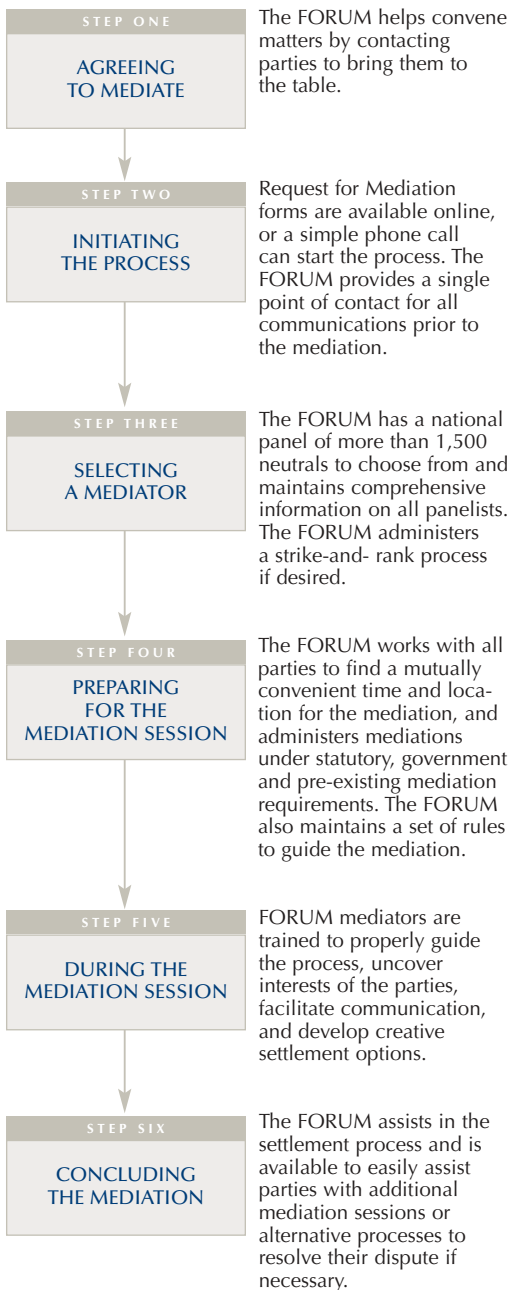 STEP ONE
AGREEING
TO MEDIATE
The FORUM helps convene
matters by contacting
parties to bring them to
the table.
STEP TWO
INITIATING
THE PROCESS
Request for Mediation
forms are available online,
or a simple phone call
can start the process. The
FORUM provides a single
point of contact for all
communications prior to
the mediation.
STEP THREE
SELECTING
A MEDIATOR
The FORUM has a national
panel of more than 1,500
neutrals to choose from and
maintains comprehensive
information on all panelists.
The FORUM administers
a strike-and- rank process
if desired.
STEP FOUR
PREPARING
FOR THE
MEDIATION SESSION
The FORUM works with all
parties to find a mutually
convenient time and loca-
tion for the mediation, and
administers mediations
under statutory, government
and pre-existing mediation
requirements. The FORUM
also maintains a set of rules
to guide the mediation.
STEP FIVE
DURING THE
MEDIATION SESSION
FORUM mediators are
trained to properly guide
the process, uncover
interests of the parties,
facilitate communication,
and develop creative
settlement options.
STEP SIX
CONCLUDING
THE MEDIATION
The FORUM assists in the
settlement process and is
available to easily assist
parties with additional
mediation sessions or
alternative processes to
resolve their dispute if
necessary.